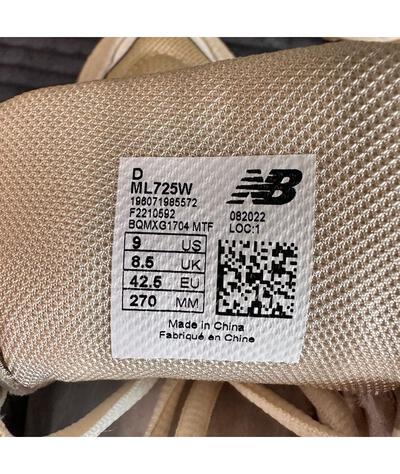 D
ML725W
196071985572
F2210592
BQMXG1704 MTF
NB
082022
LOC:1
9 US
8.5 UK
42.5 EU
270 MM
Made in China
Fabriqué en Chine